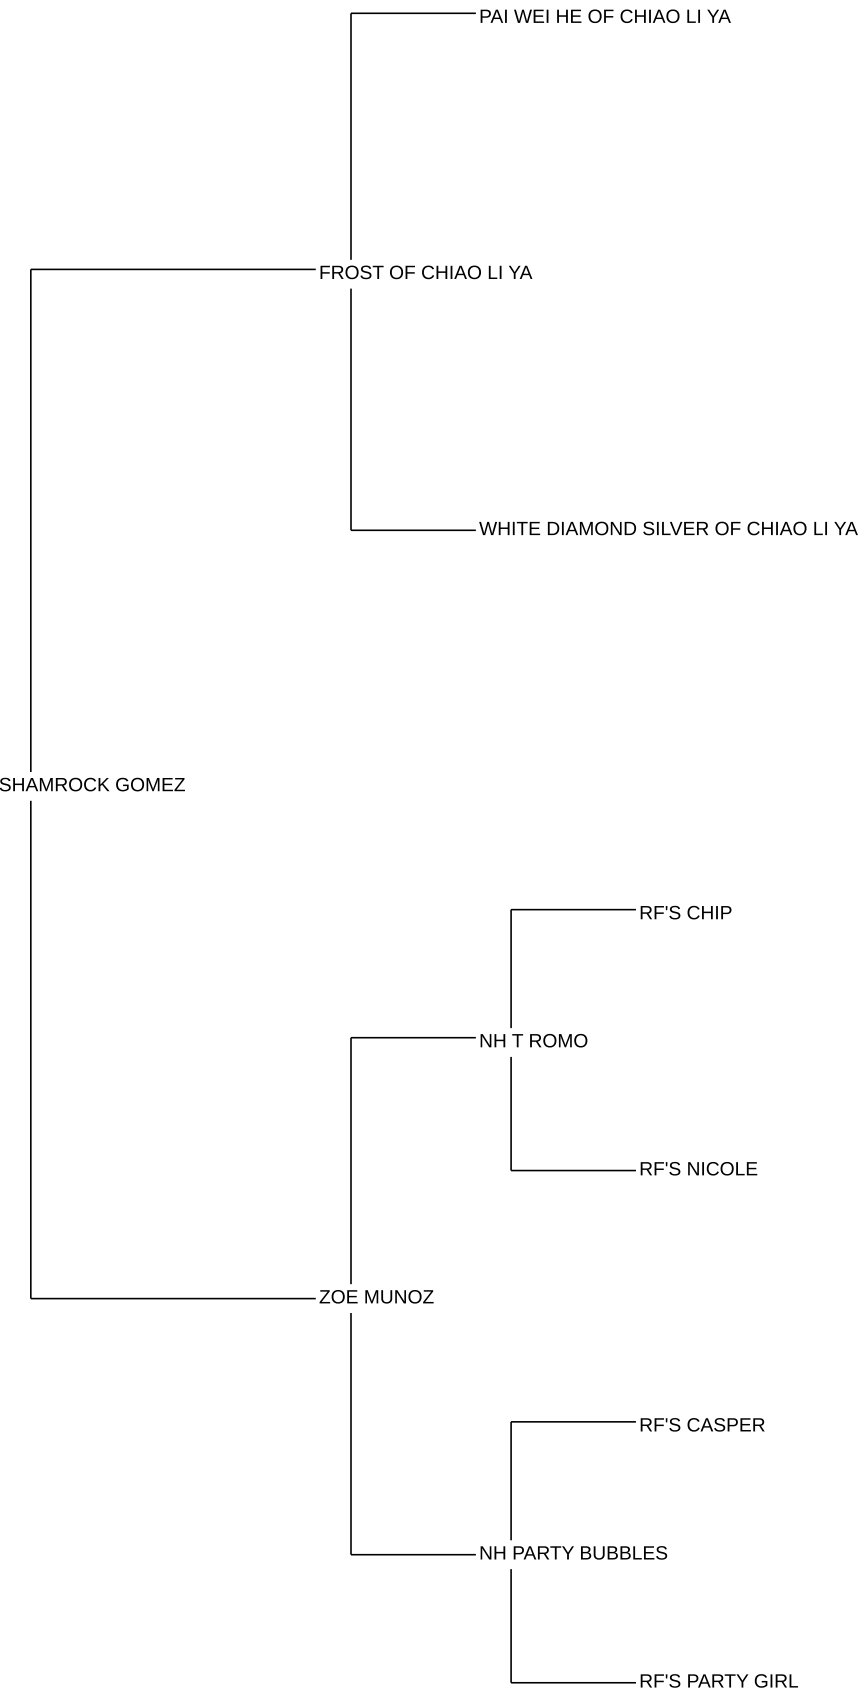 PAI WEI HE OF CHIAO LI YA
FROST OF CHIAO LI YA
WHITE DIAMOND SILVER OF CHIAO LI YA
SHAMROCK GOMEZ
RF'S CHIP
NH T ROMO
RF'S NICOLE
ZOE MUNOZ
RF'S CASPER
NH PARTY BUBBLES
RF'S PARTY GIRL